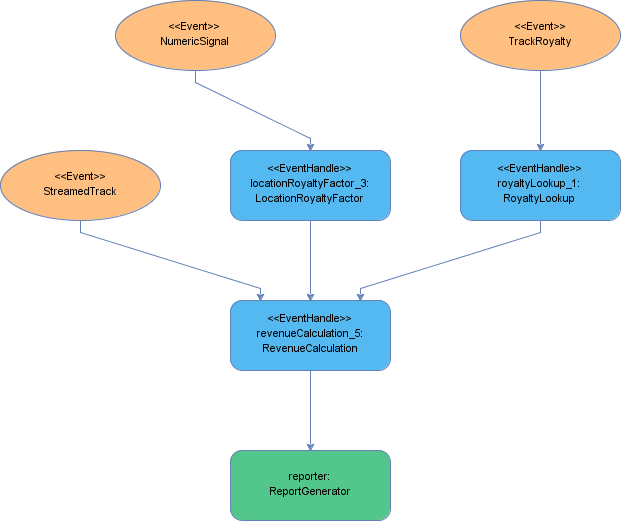 <<Event>>
NumericSignal
<<Event>>
TrackRoyalty
<<Event>>
StreamedTrack
<<EventHandle>>
locationRoyaltyFactor_3:
LocationRoyaltyFactor
<<EventHandle>>
royaltyLookup_1:
RoyaltyLookup
<<EventHandle>>
revenueCalculation_5:
RevenueCalculation
reporter:
ReportGenerator